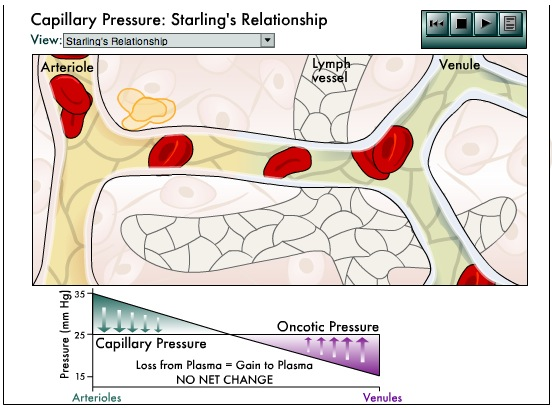 Capillary Pressure: Starling's Relationship
View: Starling's Relationship
Arteriole
Lymph
vessel
Venule
Pressure (mm Hg)
35
25
15
Capillary Pressure
Oncotic Pressure
Loss from Plasma = Gain to Plasma
NO NET CHANGE
Arterioles
Venules